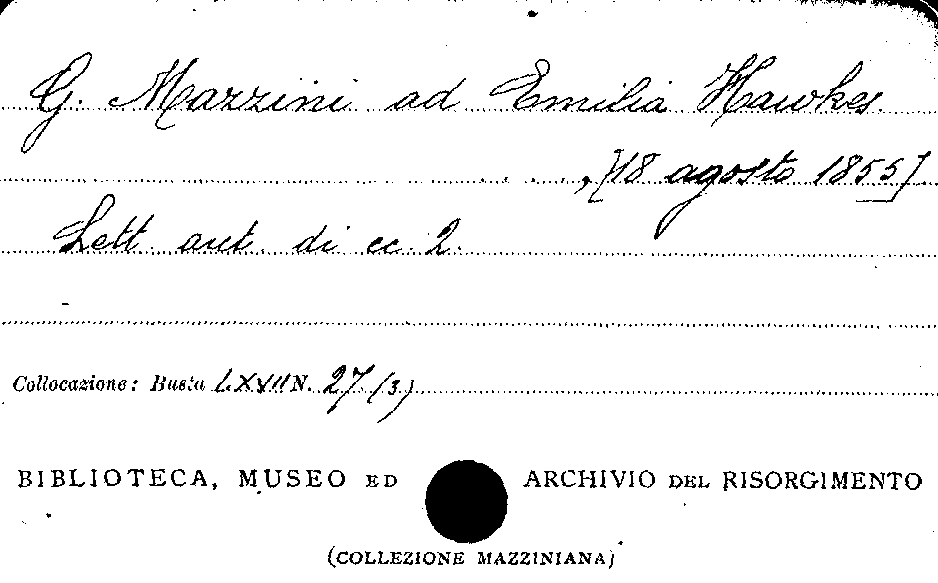 G. Mazzini ad Emilia Hawkes
, [18 agosto 1855]
Lett. aut. di cc. 2.
Collocazione: Busta LXXII N. 27 (3)
BIBLIOTECA, MUSEO ED ARCHIVIO DEL RISORGIMENTO
(COLLEZIONE MAZZINIANA)